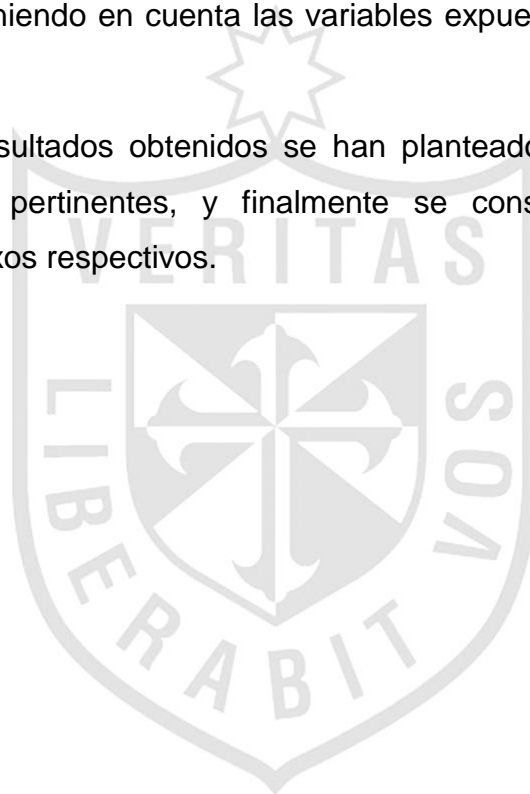 niendo en cuenta las variables expue
sultados obtenidos se han planteado
pertinentes, y finalmente se cons
xos respectivos.
VERITAS
LIBERABIT
VOS